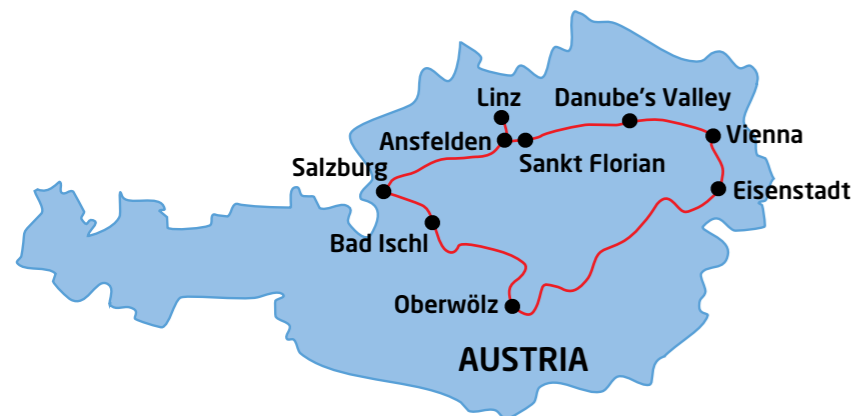 Linz
Danube's Valley
Ansfelden
Vienna
Sankt Florian
Salzburg
Eisenstadt
Bad Ischl
Oberwölz
AUSTRIA